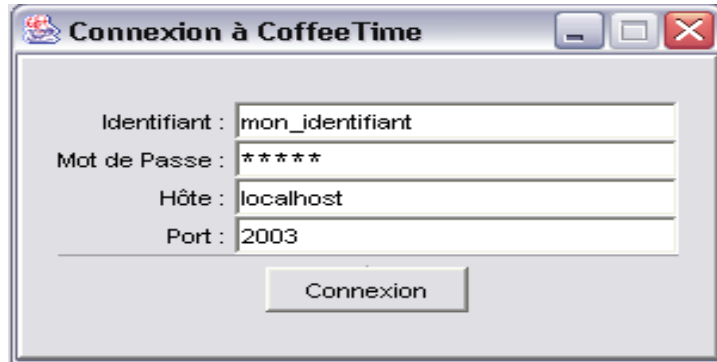 Connexion à CoffeeTime
Identifiant : mon_identifiant
Mot de Passe : *****
Hôte : localhost
Port : 2003
Connexion